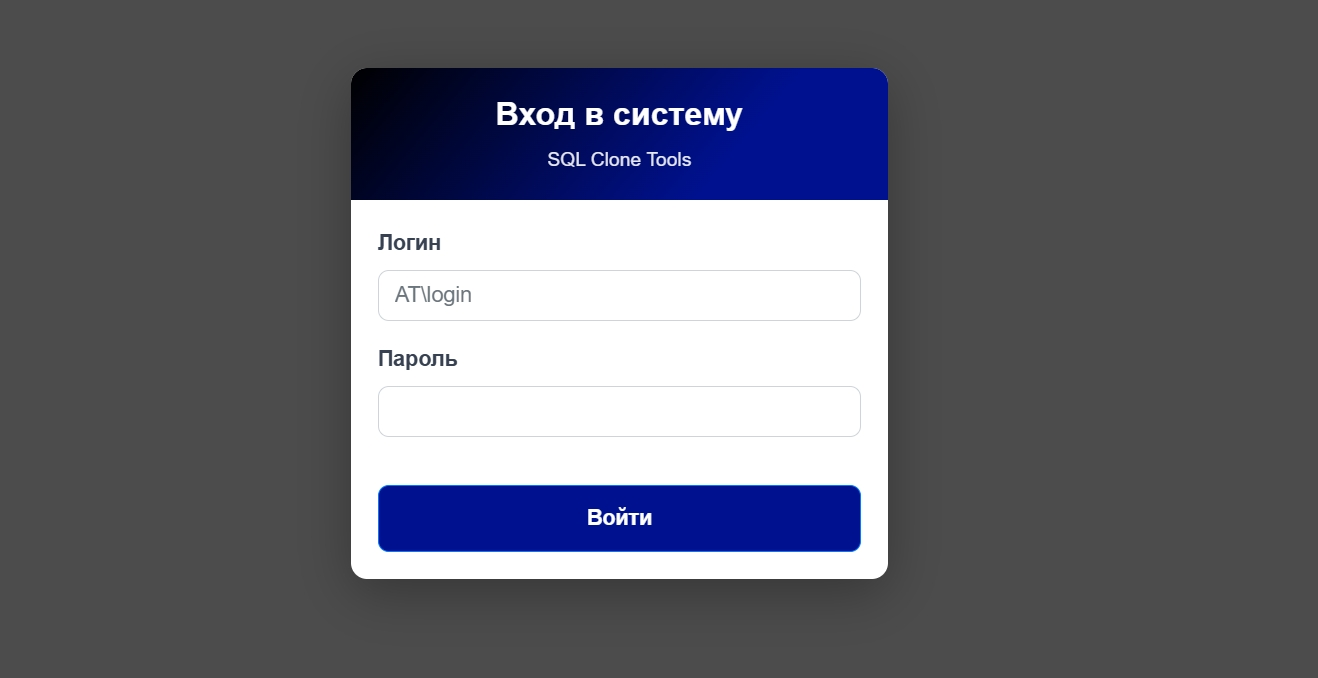 Вход в систему
SQL Clone Tools
Логин
AT\login
Пароль
Войти